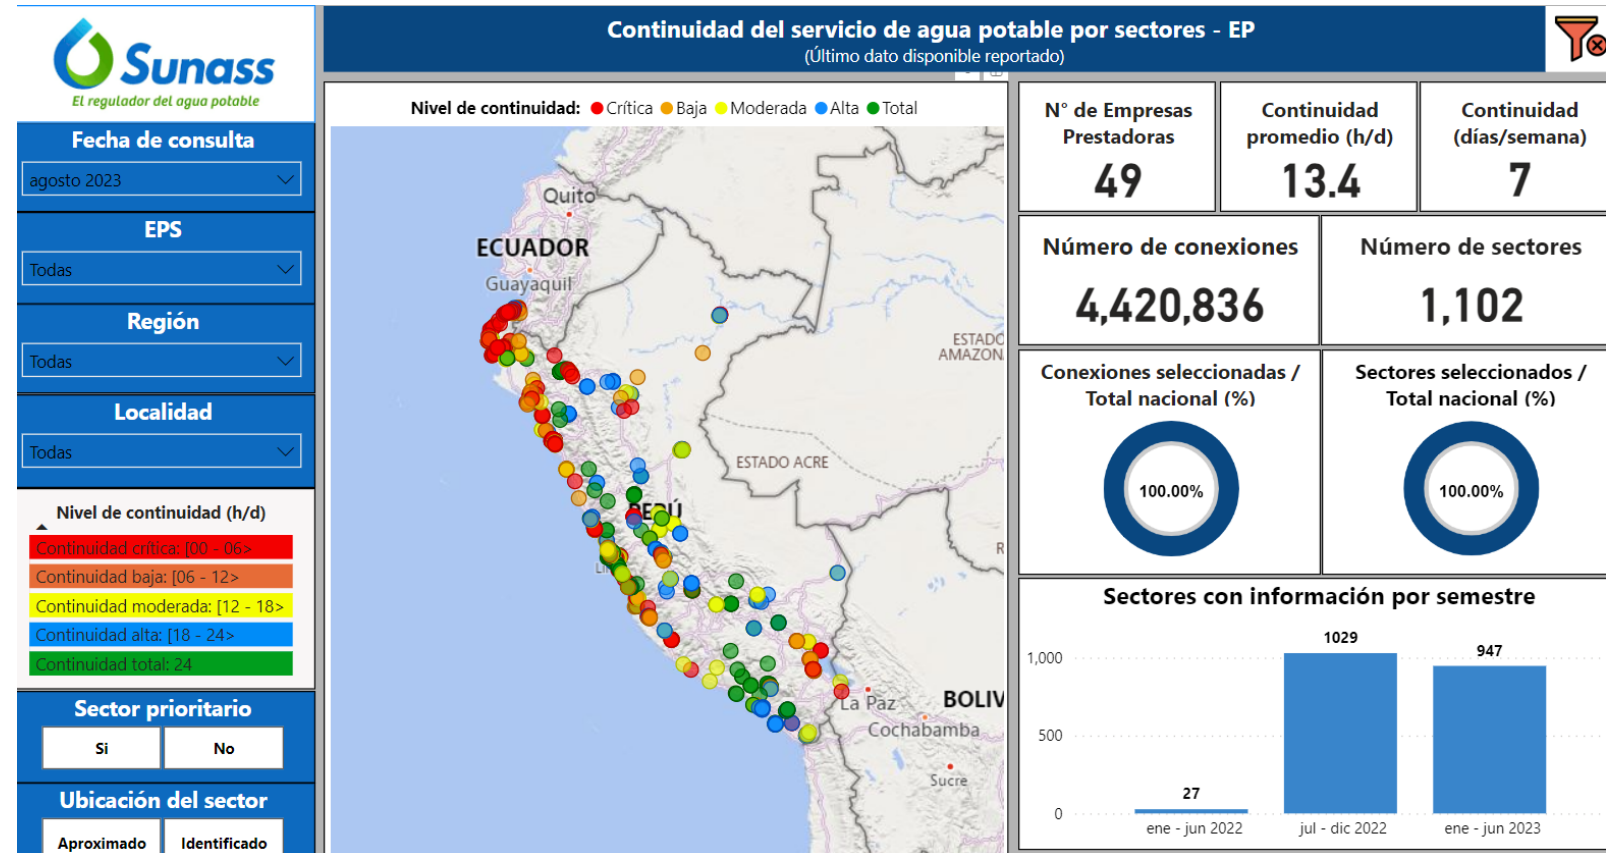 Sunass
El regulador del agua potable
Fecha de consulta
agosto 2023
EPS
Todas
Región
Todas
Localidad
Todas
Nivel de continuidad (h/d)
Continuidad crítica: [00 - 06>
Continuidad baja: [06 - 12>
Continuidad moderada: [12 - 18>
Continuidad alta: [18 - 24>
Continuidad total: 24
Sector prioritario
Si No
Ubicación del sector
Aproximado Identificado
Continuidad del servicio de agua potable por sectores - EP
(Último dato disponible reportado)
Nivel de continuidad: Crítica Baja Moderada Alta Total
Quito
ECUADOR
Guayaquil
ESTADO
AMAZON
ESTADO ACRE
PERÚ
La Paz
BOLIV
Cochabamba
Sucre
N° de Empresas
Prestadoras
49
Continuidad
promedio (h/d)
13.4
Continuidad
(días/semana)
7
Número de conexiones
4,420,836
Número de sectores
1,102
Conexiones seleccionadas /
Total nacional (%)
100.00%
Sectores seleccionados /
Total nacional (%)
100.00%
Sectores con información por semestre
1,000
500
0
27
1029
947
ene - jun 2022
jul - dic 2022
ene - jun 2023